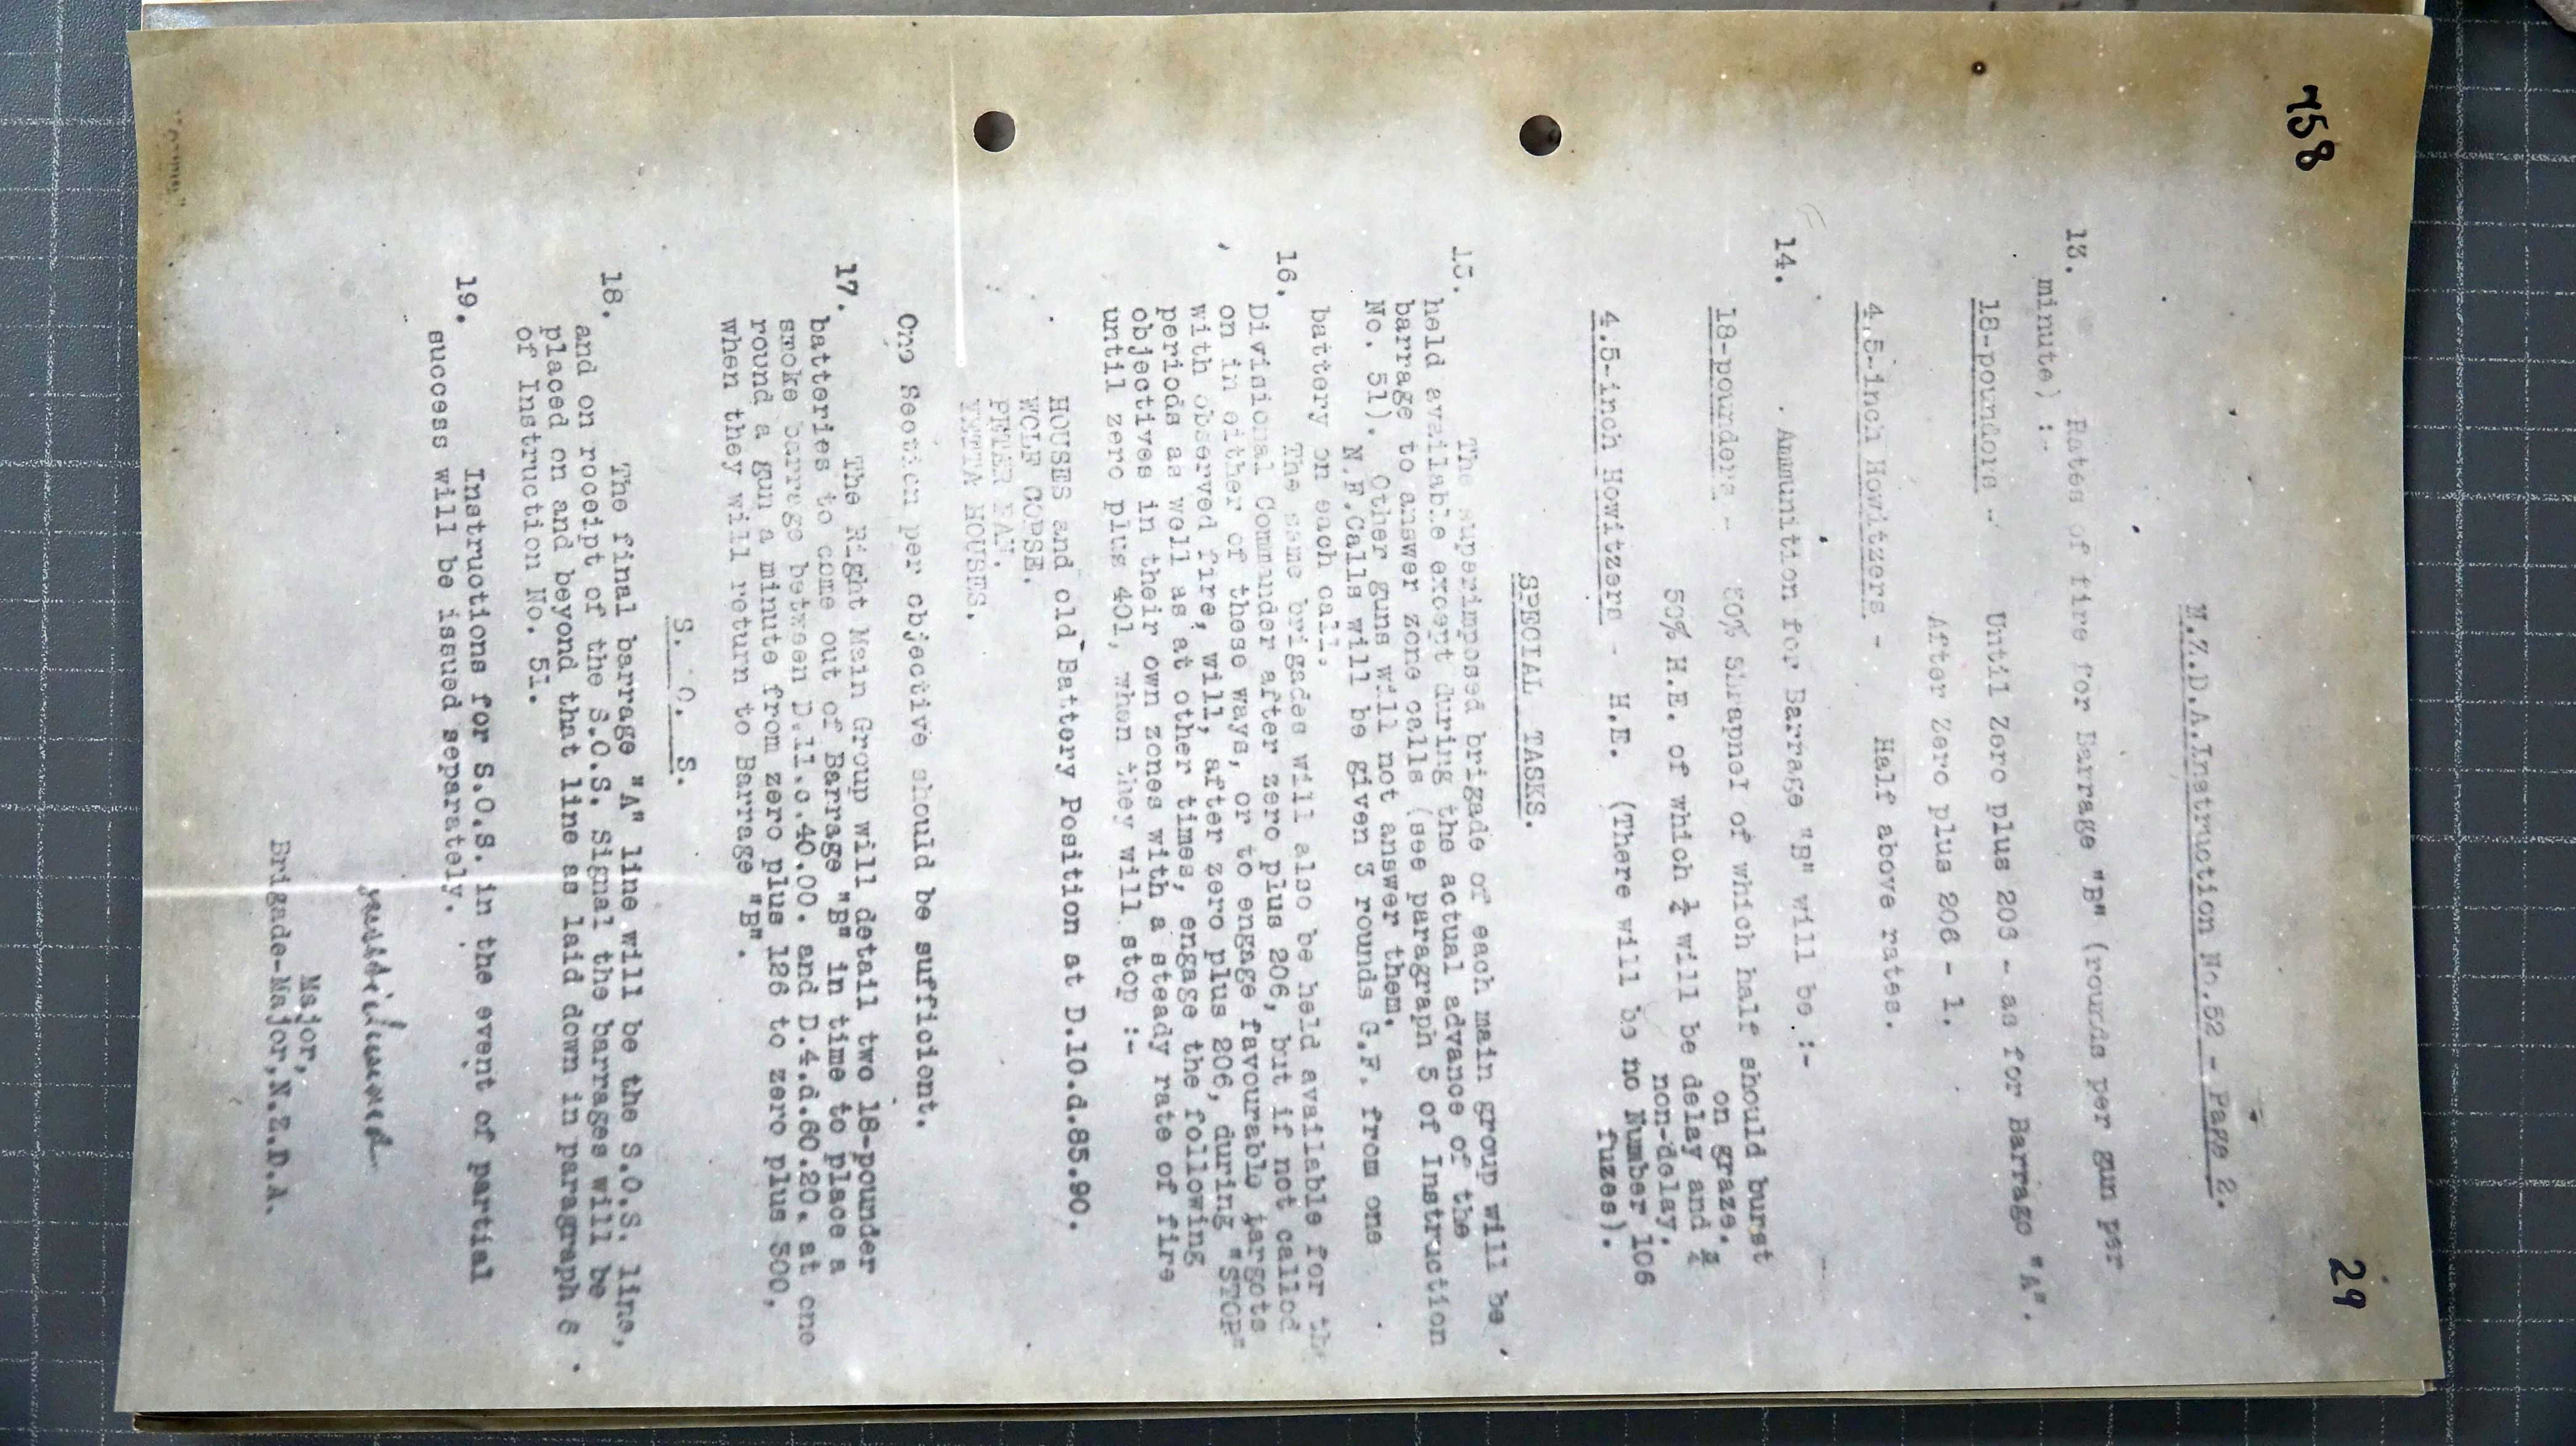 758
29
N.Z.D.A.Instruction No.52 - Page 2.
13. Rates of fire for Barrage "B" (rounds per gun per
minute) :-
18-pounders - Until Zero plus 206 - as for Barrage "A".
After Zero plus 206 - 1.
4.5-inch Howitzers. - Half above rates.
14. Ammunition for Barrage "B" will be :-
18-pounders - 50% Shrapnel of which half should burst
on graze.
50% H.E. of which ¼ will be delay and ¾
non-delay.
4.5-inch Howitzers - H.E. (There will be no Number 106
fuzes).
SPECIAL TASKS.
15. The superimposed brigade of each main group will be
held available except during the actual advance of the
barrage to answer zone calls (see paragraph 5 of Instruction
No. 51). Other guns will not answer them.
N.F.Calls will be given 3 rounds G.F. from one
battery on each call.
16. The same brigades will also be held available for the
Divisional Commander after zero plus 206, but if not called
on in either of these ways, or to engage favourable targets
with observed fire, will, after zero plus 206, during "STOP"
periods as well as at other times, engage the following
objectives in their own zones with a steady rate of fire
until zero plus 401, when they will stop :-
HOUSES and old Battery Position at D.10.d.85.90.
WOLF COPSE.
PETER PAN.
TETTA HOUSES.
One Section per objective should be sufficient.
17. The Right Main Group will detail two 18-pounder
batteries to come out of Barrage "B" in time to place a
smoke barrage between D.11.c.40.00. and D.4.d.60.20. at one
round a gun a minute from zero plus 126 to zero plus 300,
when they will return to Barrage "B".
S. O. S.
18. The final barrage "A" line will be the S.O.S. line,
and on receipt of the S.O.S. Signal the barrages will be
placed on and beyond that line as laid down in paragraph 6
of Instruction No. 51.
19. Instructions for S.O.S. in the event of partial
success will be issued separately.
Major,
Brigade-Major,N.Z.D.A.